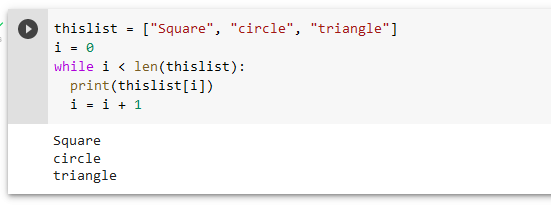 thislist = ["Square", "circle", "triangle"]
i = 0
while i < len(thislist):
  print(thislist[i])
  i = i + 1
Square
circle
triangle